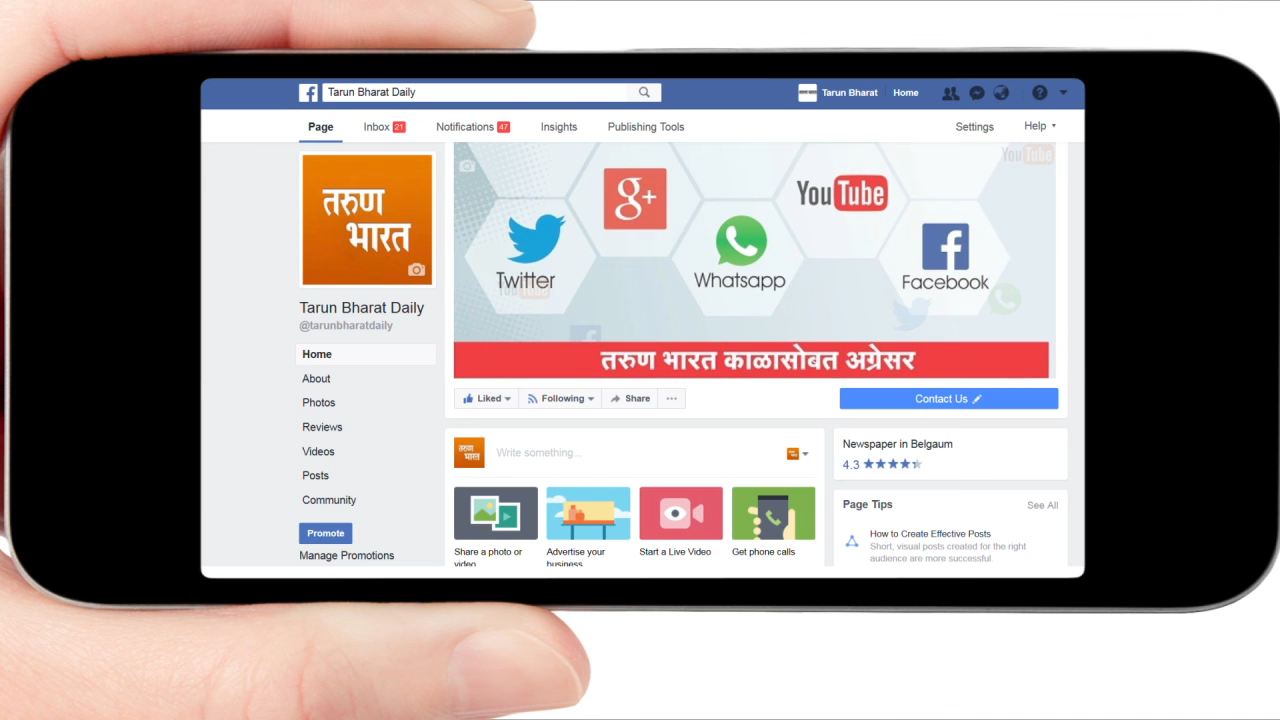 Tarun Bharat Daily
Tarun Bharat Home
Page Inbox 21 Notifications 47 Insights Publishing Tools Settings Help
तरुण
भारत
Tarun Bharat Daily
@tarunbharatdaily
Home
About
Photos
Reviews
Videos
Posts
Community
Promote
Manage Promotions
YouTube
g+
YouTube
Twitter
Whatsapp
Facebook
YouTube
तरुण भारत काळासोबत अग्रेसर
Liked Following Share ...
Contact Us
तरुण
भारत
Write something...
Share a photo or
video
Advertise your
business
Start a Live Video
Get phone calls
Newspaper in Belgaum
4.3
Page Tips See All
How to Create Effective Posts
Short, visual posts created for the right
audience are more successful.